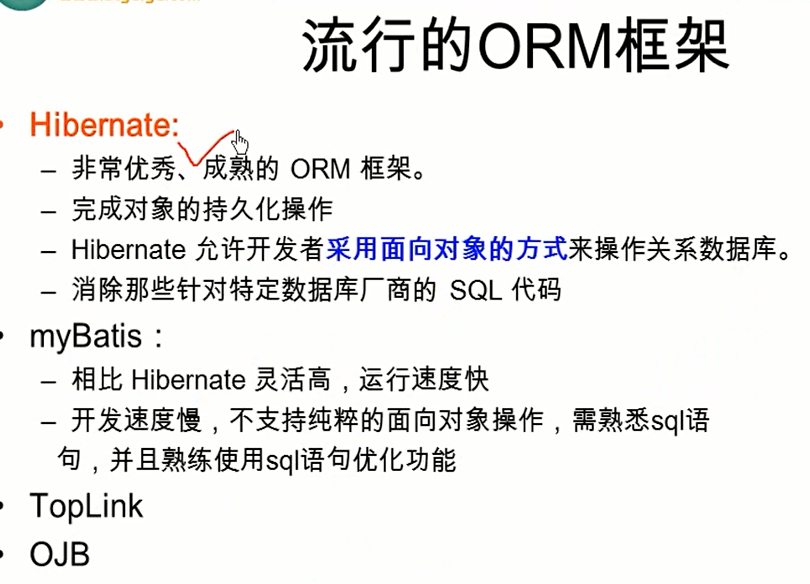 流行的ORM框架
• Hibernate:
– 非常优秀、成熟的 ORM 框架。
– 完成对象的持久化操作
– Hibernate 允许开发者采用面向对象的方式来操作关系数据库。
– 消除那些针对特定数据库厂商的 SQL 代码
• myBatis：
– 相比 Hibernate 灵活高，运行速度快
– 开发速度慢，不支持纯粹的面向对象操作，需熟悉sql语
句，并且熟练使用sql语句优化功能
• TopLink
• OJB